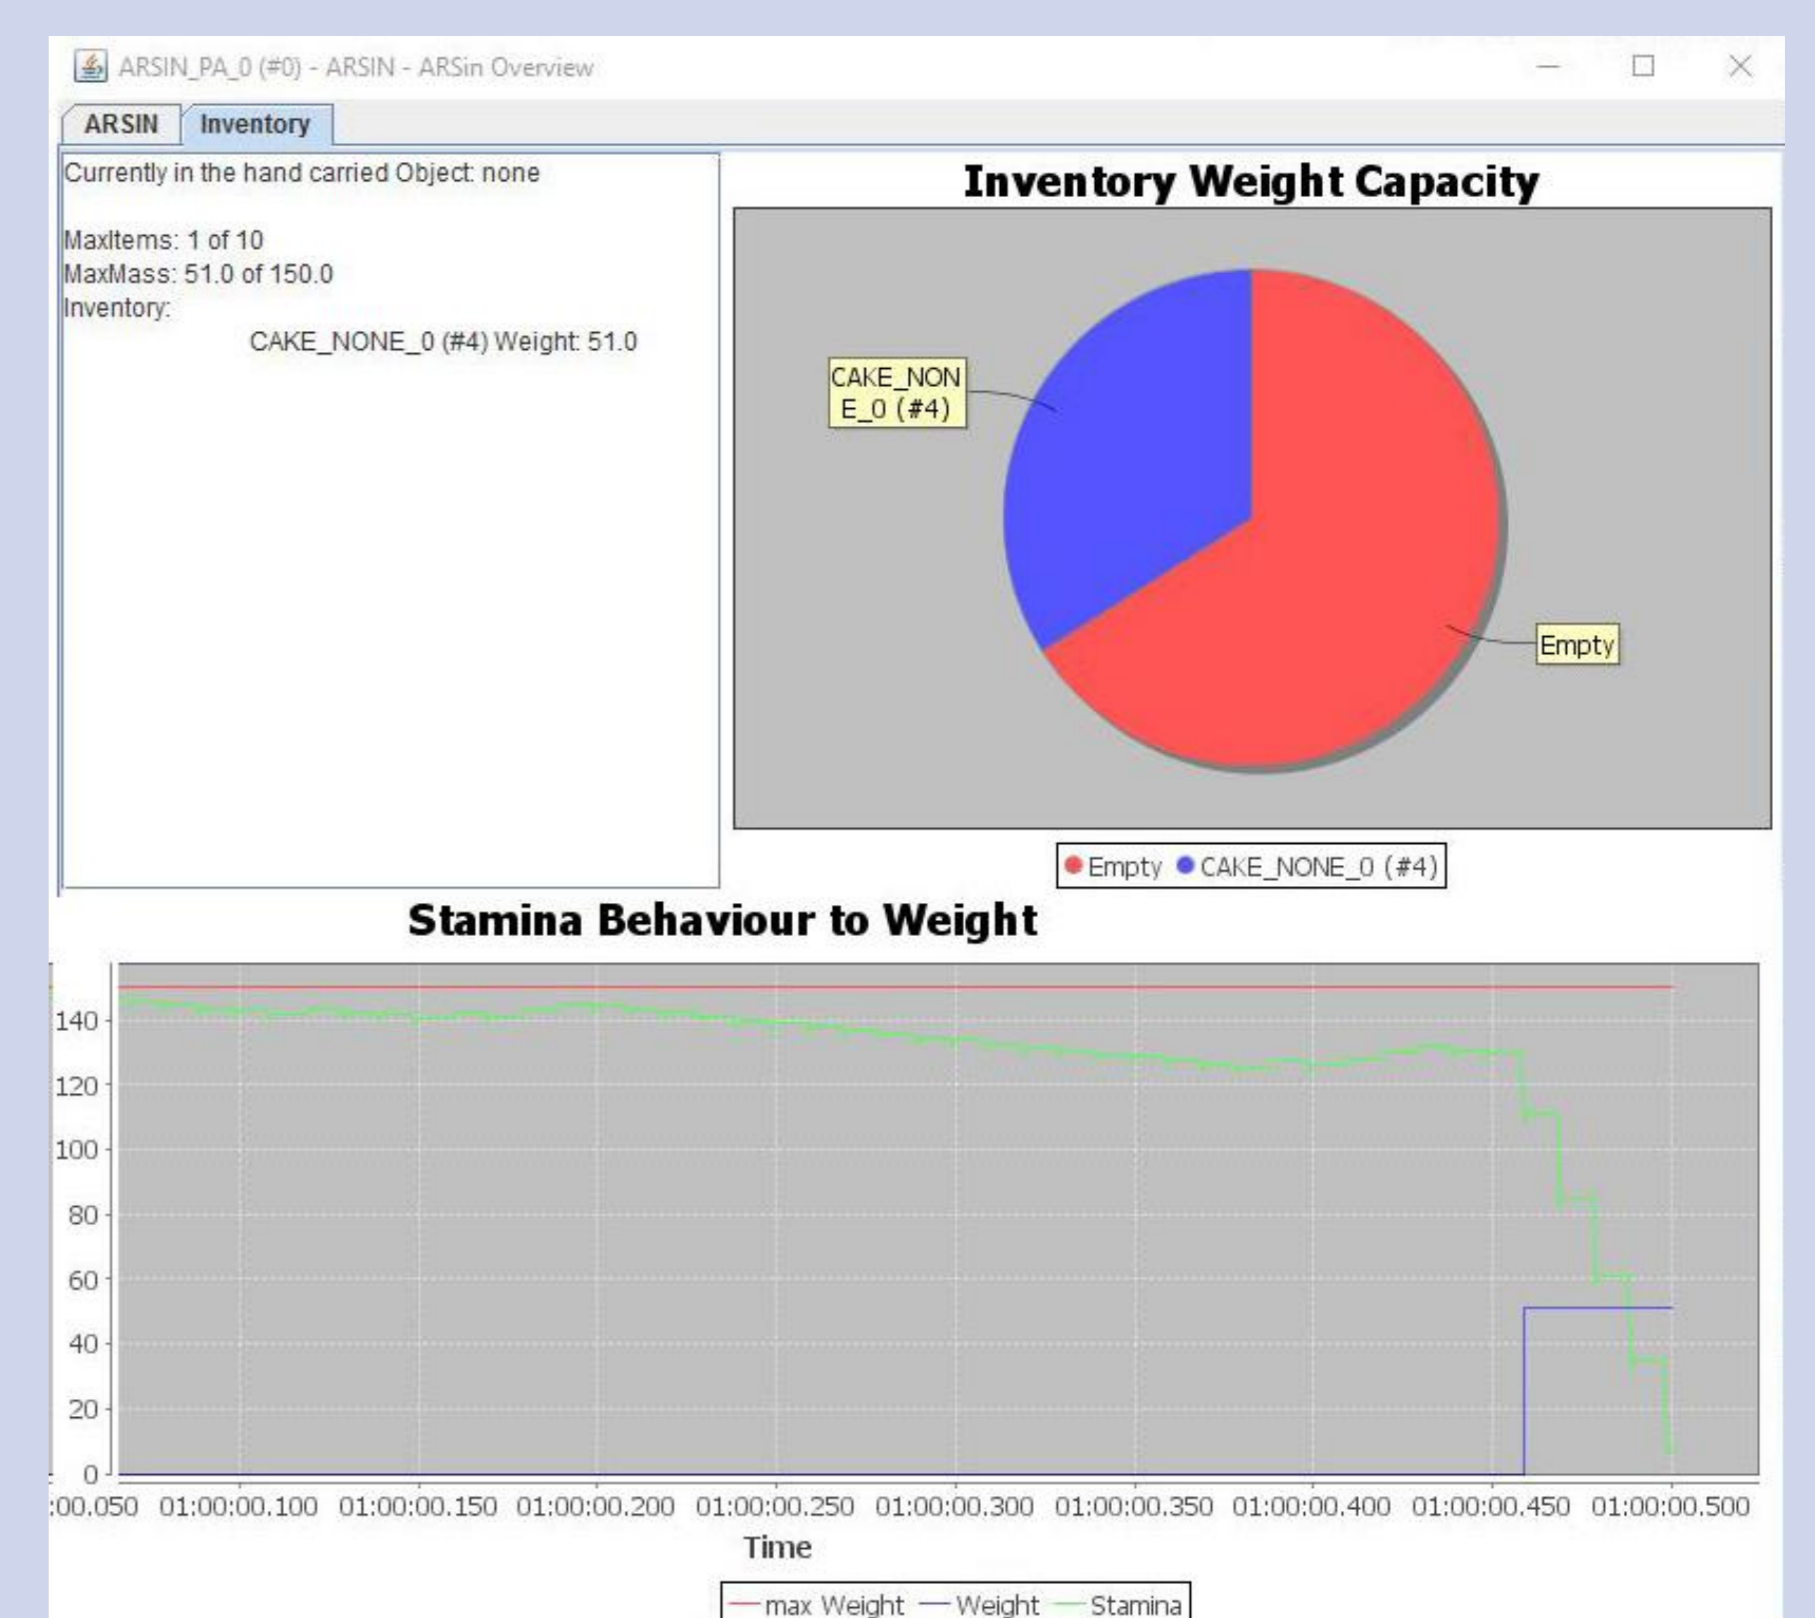 ARSIN_PA_0 (#0) - ARSIN - ARSin Overview
ARSIN Inventory
Currently in the hand carried Object: none
MaxItems: 1 of 10
MaxMass: 51.0 of 150.0
Inventory:
CAKE_NONE_0 (#4) Weight: 51.0
Inventory Weight Capacity
CAKE_NON
E_0 (#4)
Empty
Empty CAKE_NONE_0 (#4)
Stamina Behaviour to Weight
140
120
100
80
60
40
20
0
:00.050 01:00:00.100 01:00:00.150 01:00:00.200 01:00:00.250 01:00:00.300 01:00:00.350 01:00:00.400 01:00:00.450 01:00:00.500
Time
max Weight Weight Stamina